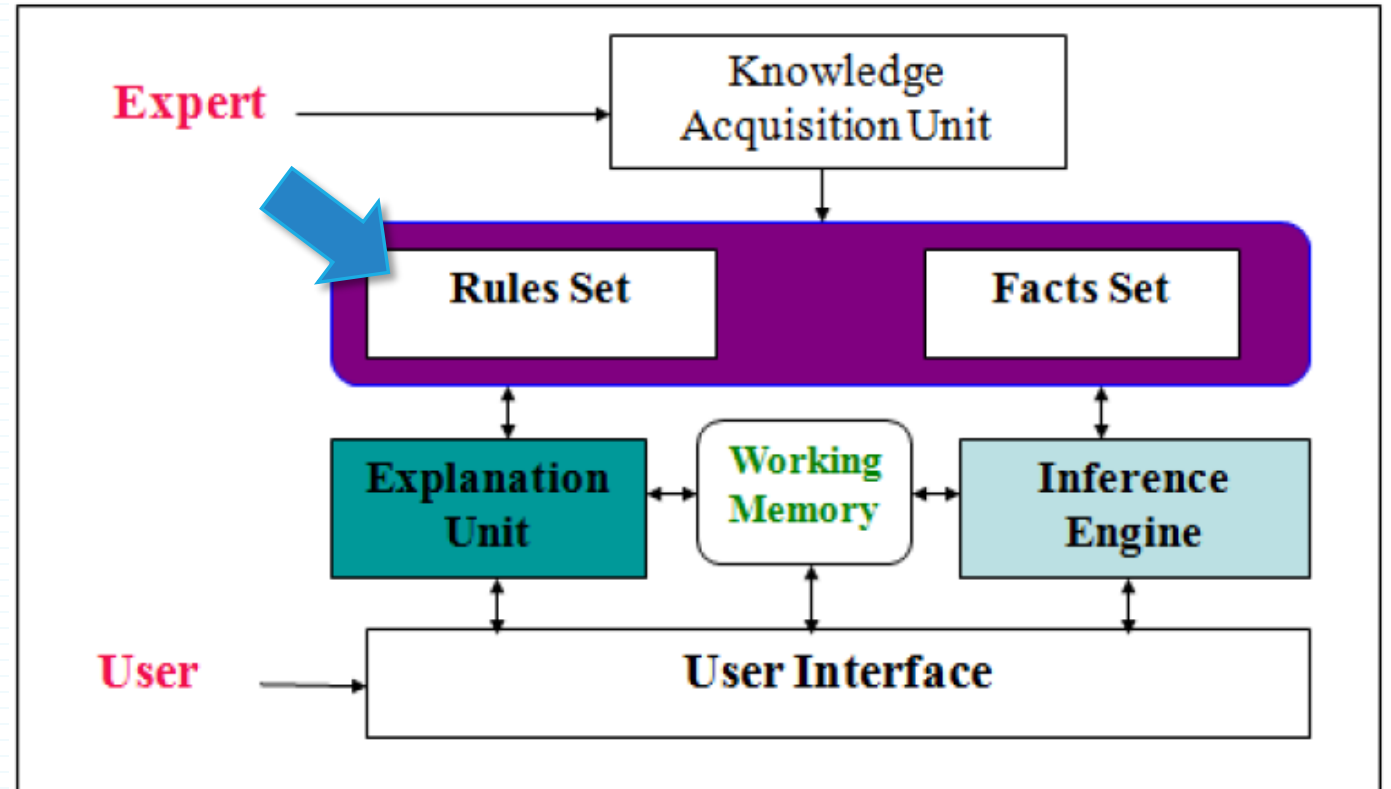 Expert
Knowledge
Acquisition Unit
Rules Set
Facts Set
Explanation
Unit
Working
Memory
Inference
Engine
User
User Interface